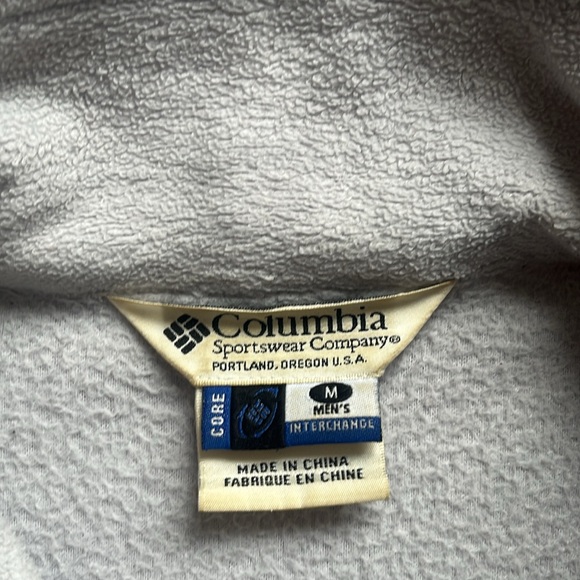 Columbia
Sportswear Company®
PORTLAND, OREGON U.S.A.
CORE
M
MEN'S
INTERCHANGE
MADE IN CHINA
FABRIQUE EN CHINE